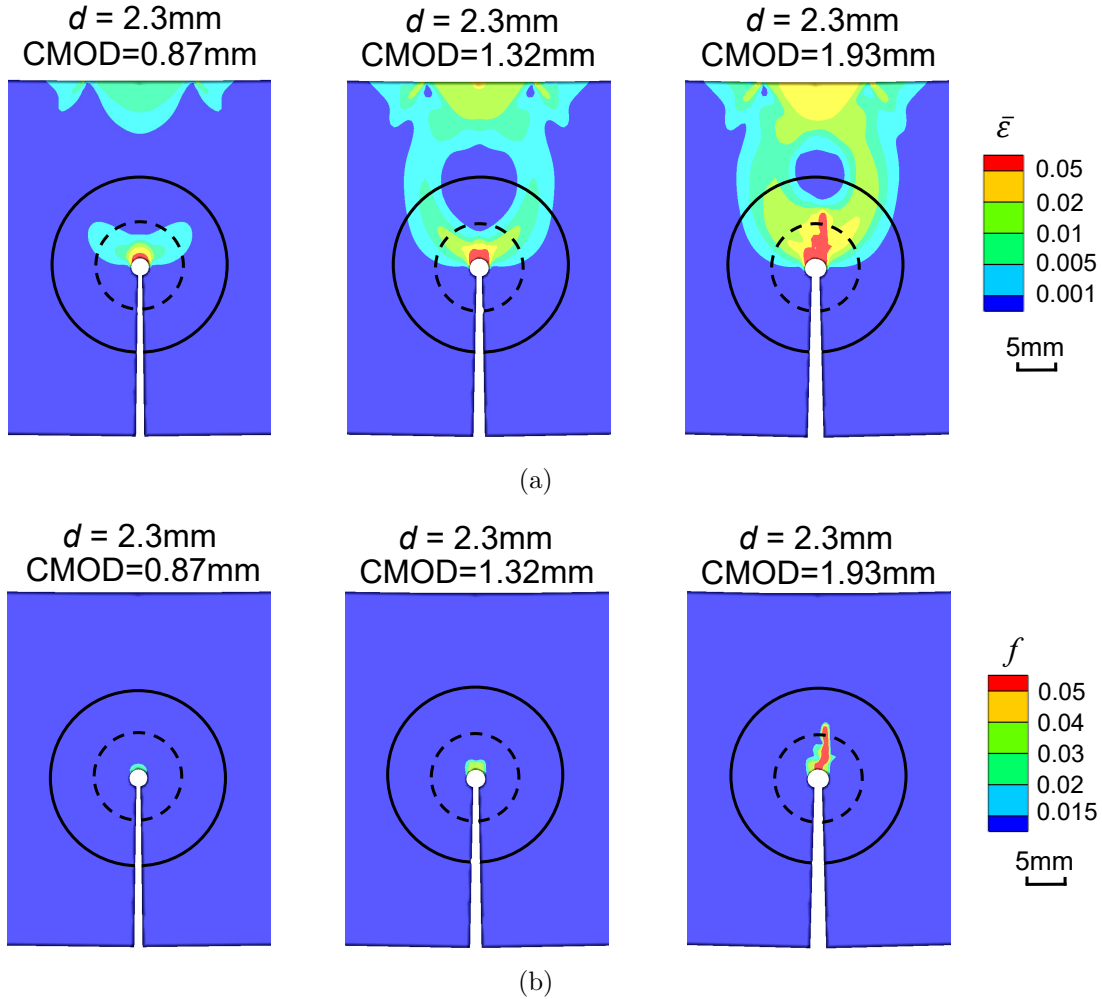 d = 2.3mm
CMOD=0.87mm
d = 2.3mm
CMOD=1.32mm
d = 2.3mm
CMOD=1.93mm
ε̄
0.05
0.02
0.01
0.005
0.001
5mm
(a)
d = 2.3mm
CMOD=0.87mm
d = 2.3mm
CMOD=1.32mm
d = 2.3mm
CMOD=1.93mm
f
0.05
0.04
0.03
0.02
0.015
5mm
(b)